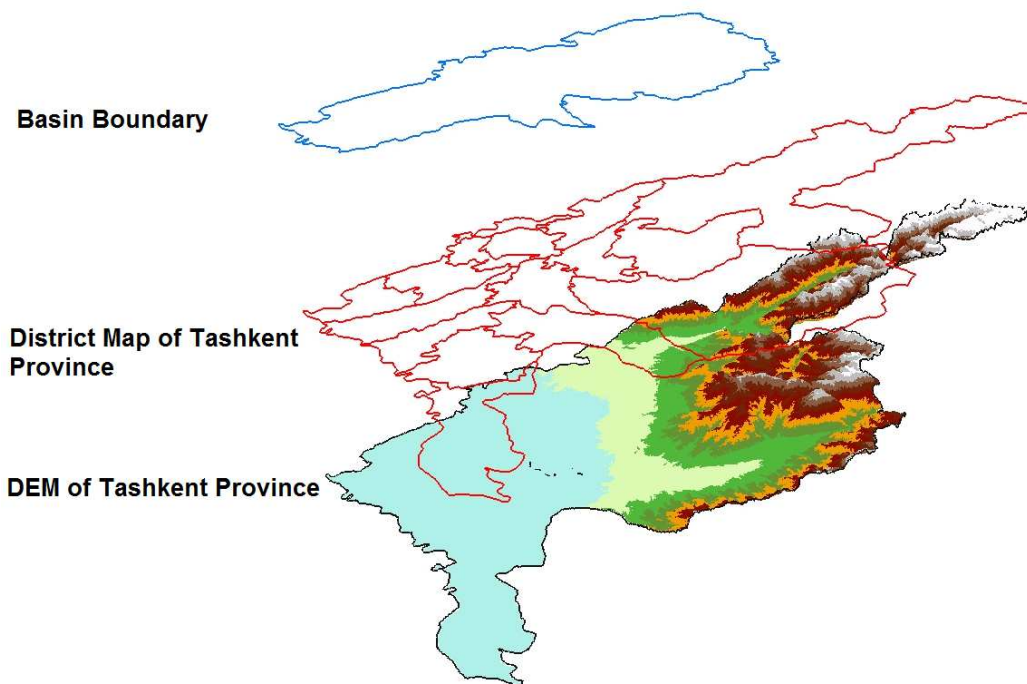 Basin Boundary
District Map of Tashkent
Province
DEM of Tashkent Province